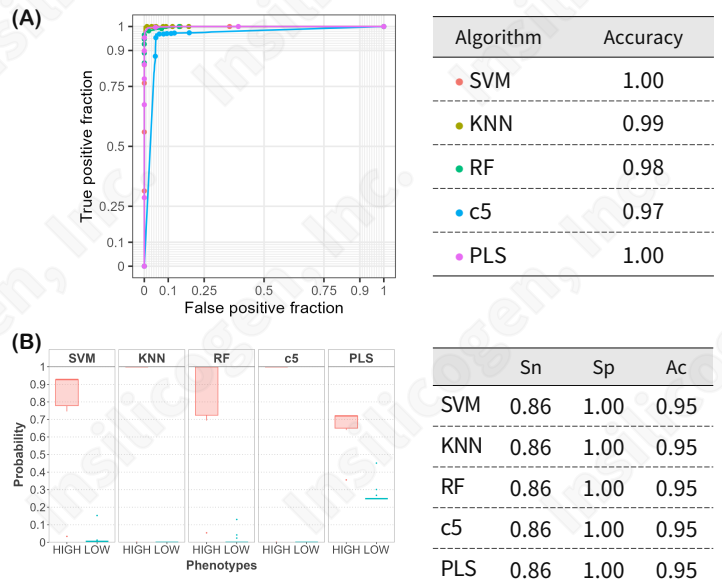 (A)
True positive fraction
1
0.9
0.75
0.5
0.25
0.1
0
0 0.1 0.25 0.5 0.75 0.9 1
False positive fraction
Algorithm Accuracy
SVM 1.00
KNN 0.99
RF 0.98
c5 0.97
PLS 1.00
(B)
SVM KNN RF c5 PLS
Probability
1
0.9
0.8
0.7
0.6
0.5
0.4
0.3
0.2
0.1
0
HIGH LOW HIGH LOW HIGH LOW HIGH LOW HIGH LOW
Phenotypes
Sn Sp Ac
SVM 0.86 1.00 0.95
KNN 0.86 1.00 0.95
RF 0.86 1.00 0.95
c5 0.86 1.00 0.95
PLS 0.86 1.00 0.95
Insilicogen, Inc.